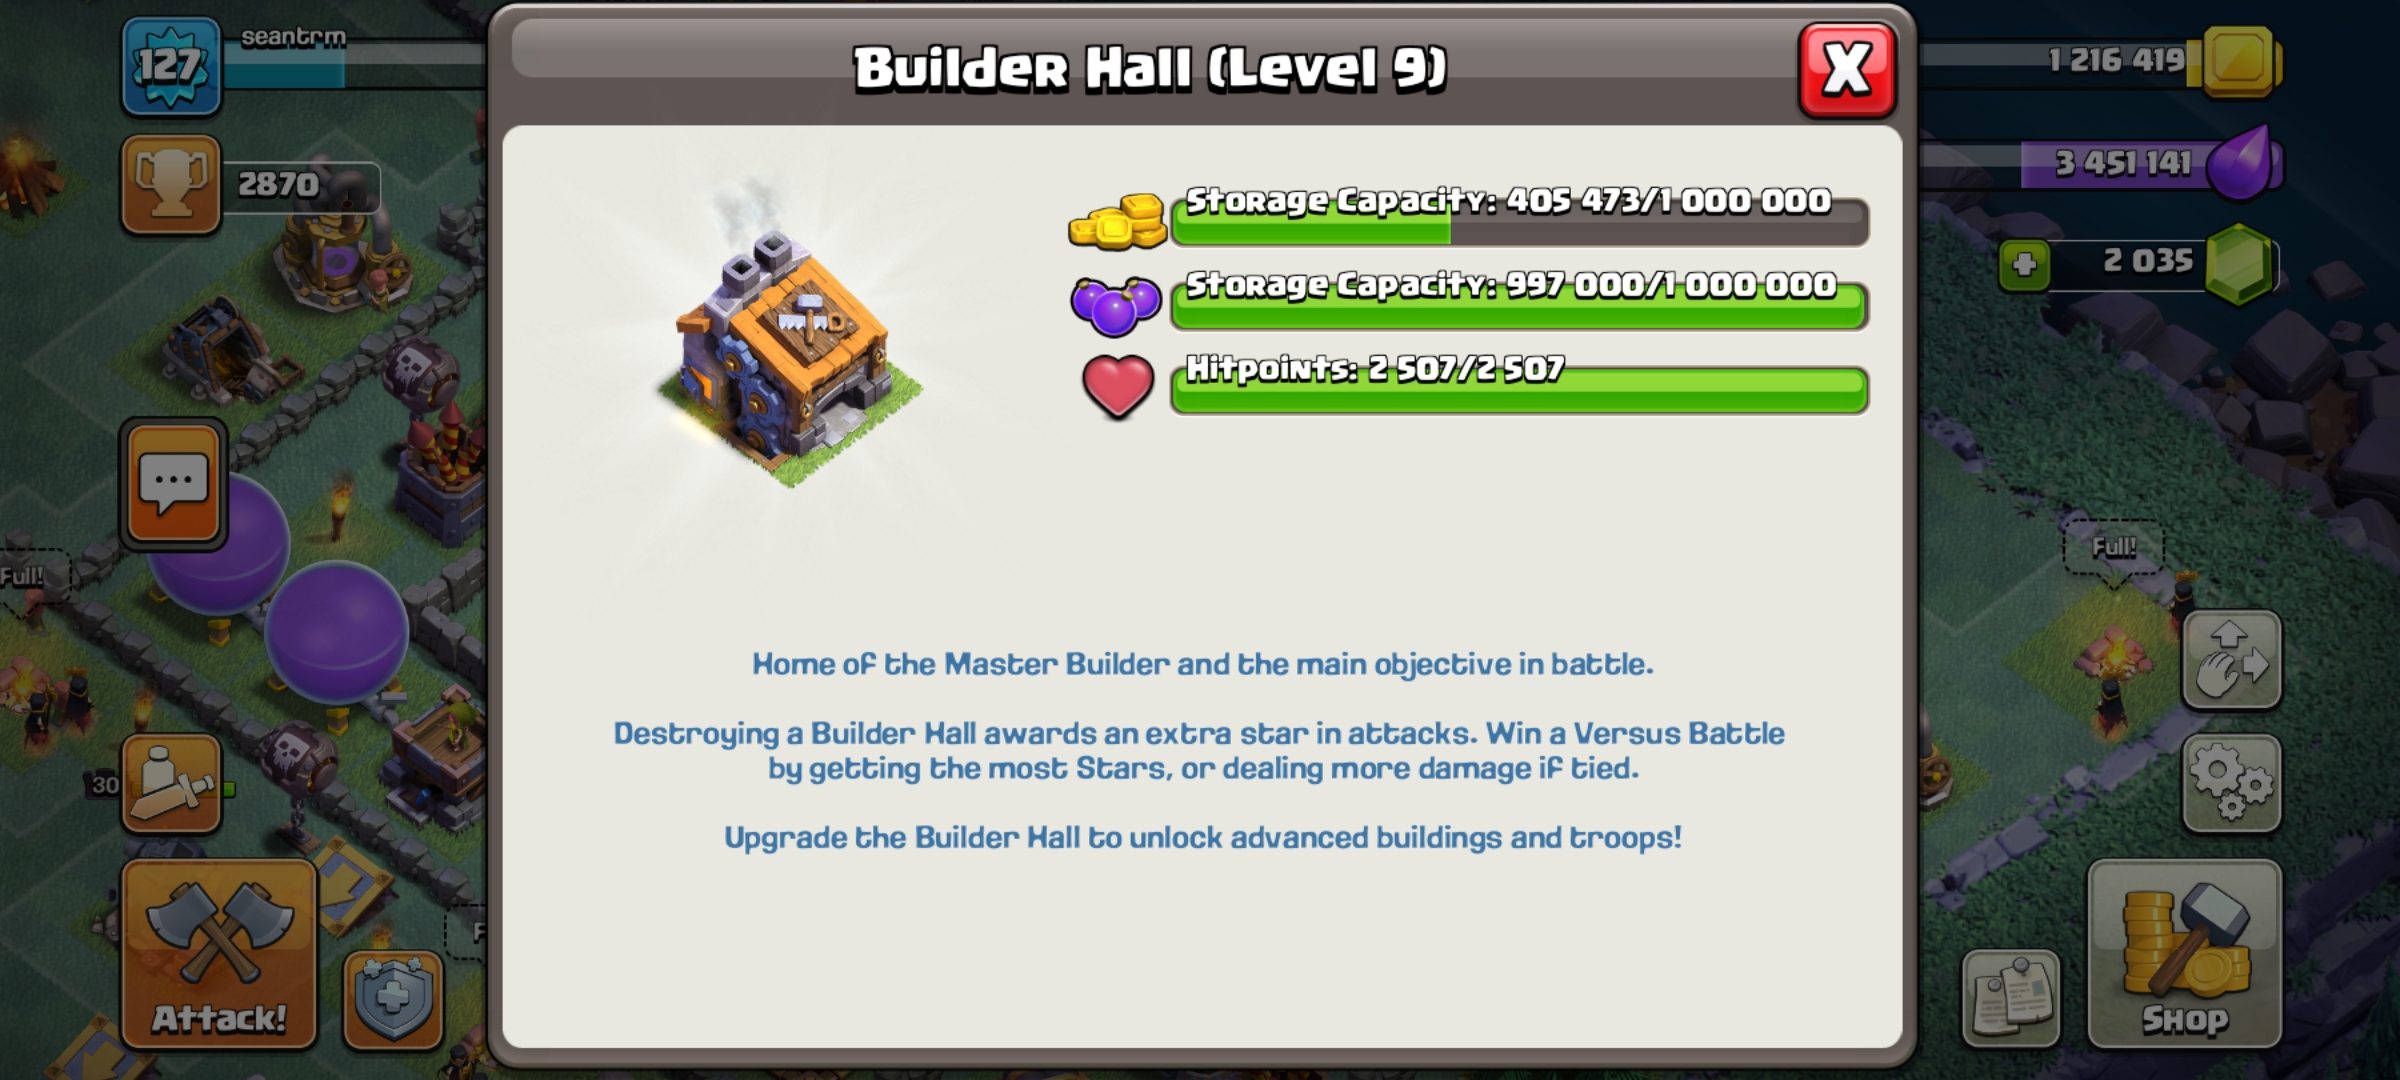 127
seantrm
2870
Builder Hall (Level 9)
X
1 216 419
3 451 141
2 035
Storage Capacity: 405 473/1 000 000
Storage Capacity: 997 000/1 000 000
Hitpoints: 2 507/2 507
Full!
Full!
Home of the Master Builder and the main objective in battle.
Destroying a Builder Hall awards an extra star in attacks. Win a Versus Battle
by getting the most Stars, or dealing more damage if tied.
Upgrade the Builder Hall to unlock advanced buildings and troops!
30
Attack!
Shop